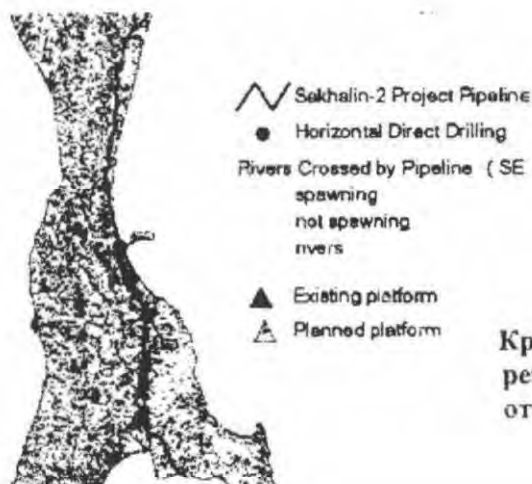 Sakhalin-2 Project Pipeline
Horizontal Direct Drilling
Rivers Crossed by Pipeline ( SE
spawning
not spawning
rivers
Existing platform
Planned platform
Кр
ре
от